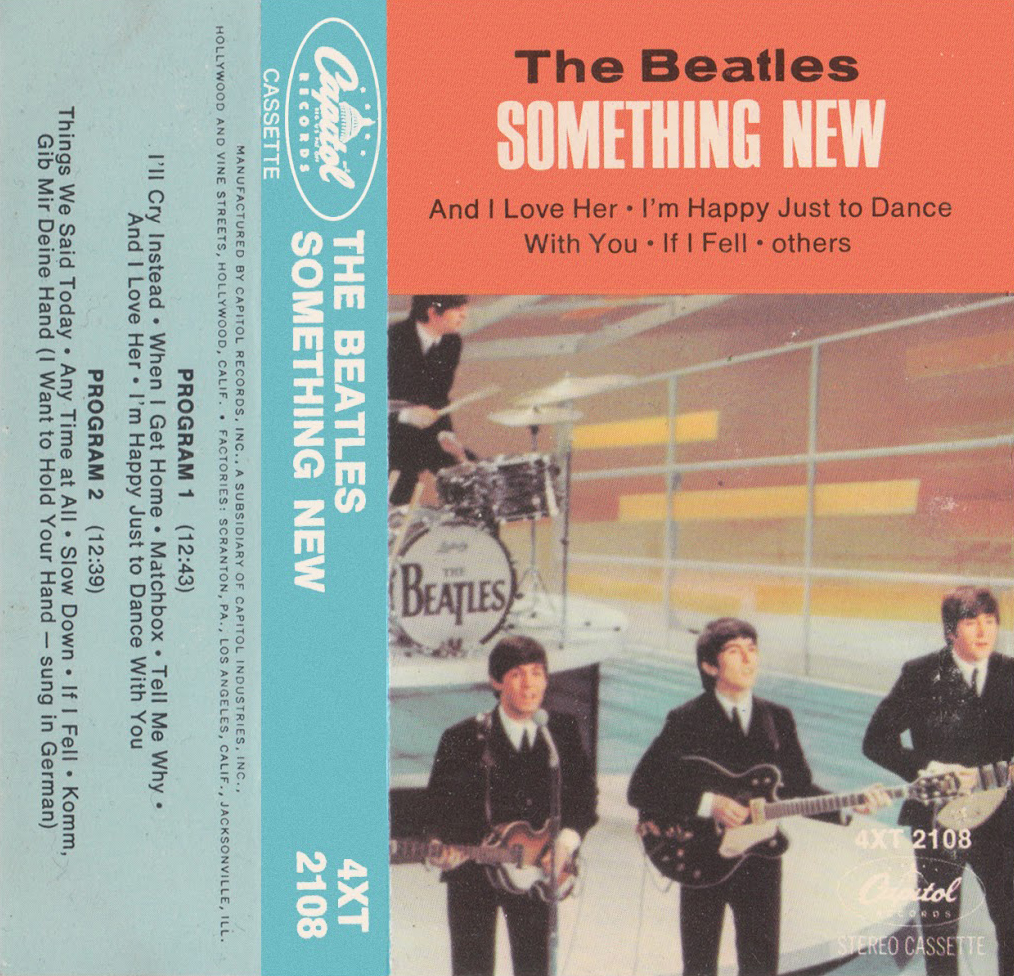 The Beatles
SOMETHING NEW
And I Love Her • I'm Happy Just to Dance
With You • If I Fell • others
THE BEATLES
4XT 2108
Capitol
RECORDS
STEREO CASSETTE
Capitol
RECORDS
CASSETTE
THE BEATLES
SOMETHING NEW
4XT
2108
MANUFACTURED BY CAPITOL RECORDS, INC., A SUBSIDIARY OF CAPITOL INDUSTRIES, INC.,
HOLLYWOOD AND VINE STREETS, HOLLYWOOD, CALIF. • FACTORIES: SCRANTON, PA., LOS ANGELES, CALIF., JACKSONVILLE, ILL.
PROGRAM 1 (12:43)
I'll Cry Instead • When I Get Home • Matchbox • Tell Me Why •
And I Love Her • I'm Happy Just to Dance With You
PROGRAM 2 (12:39)
Things We Said Today • Any Time at All • Slow Down • If I Fell • Komm,
Gib Mir Deine Hand (I Want to Hold Your Hand — sung in German)